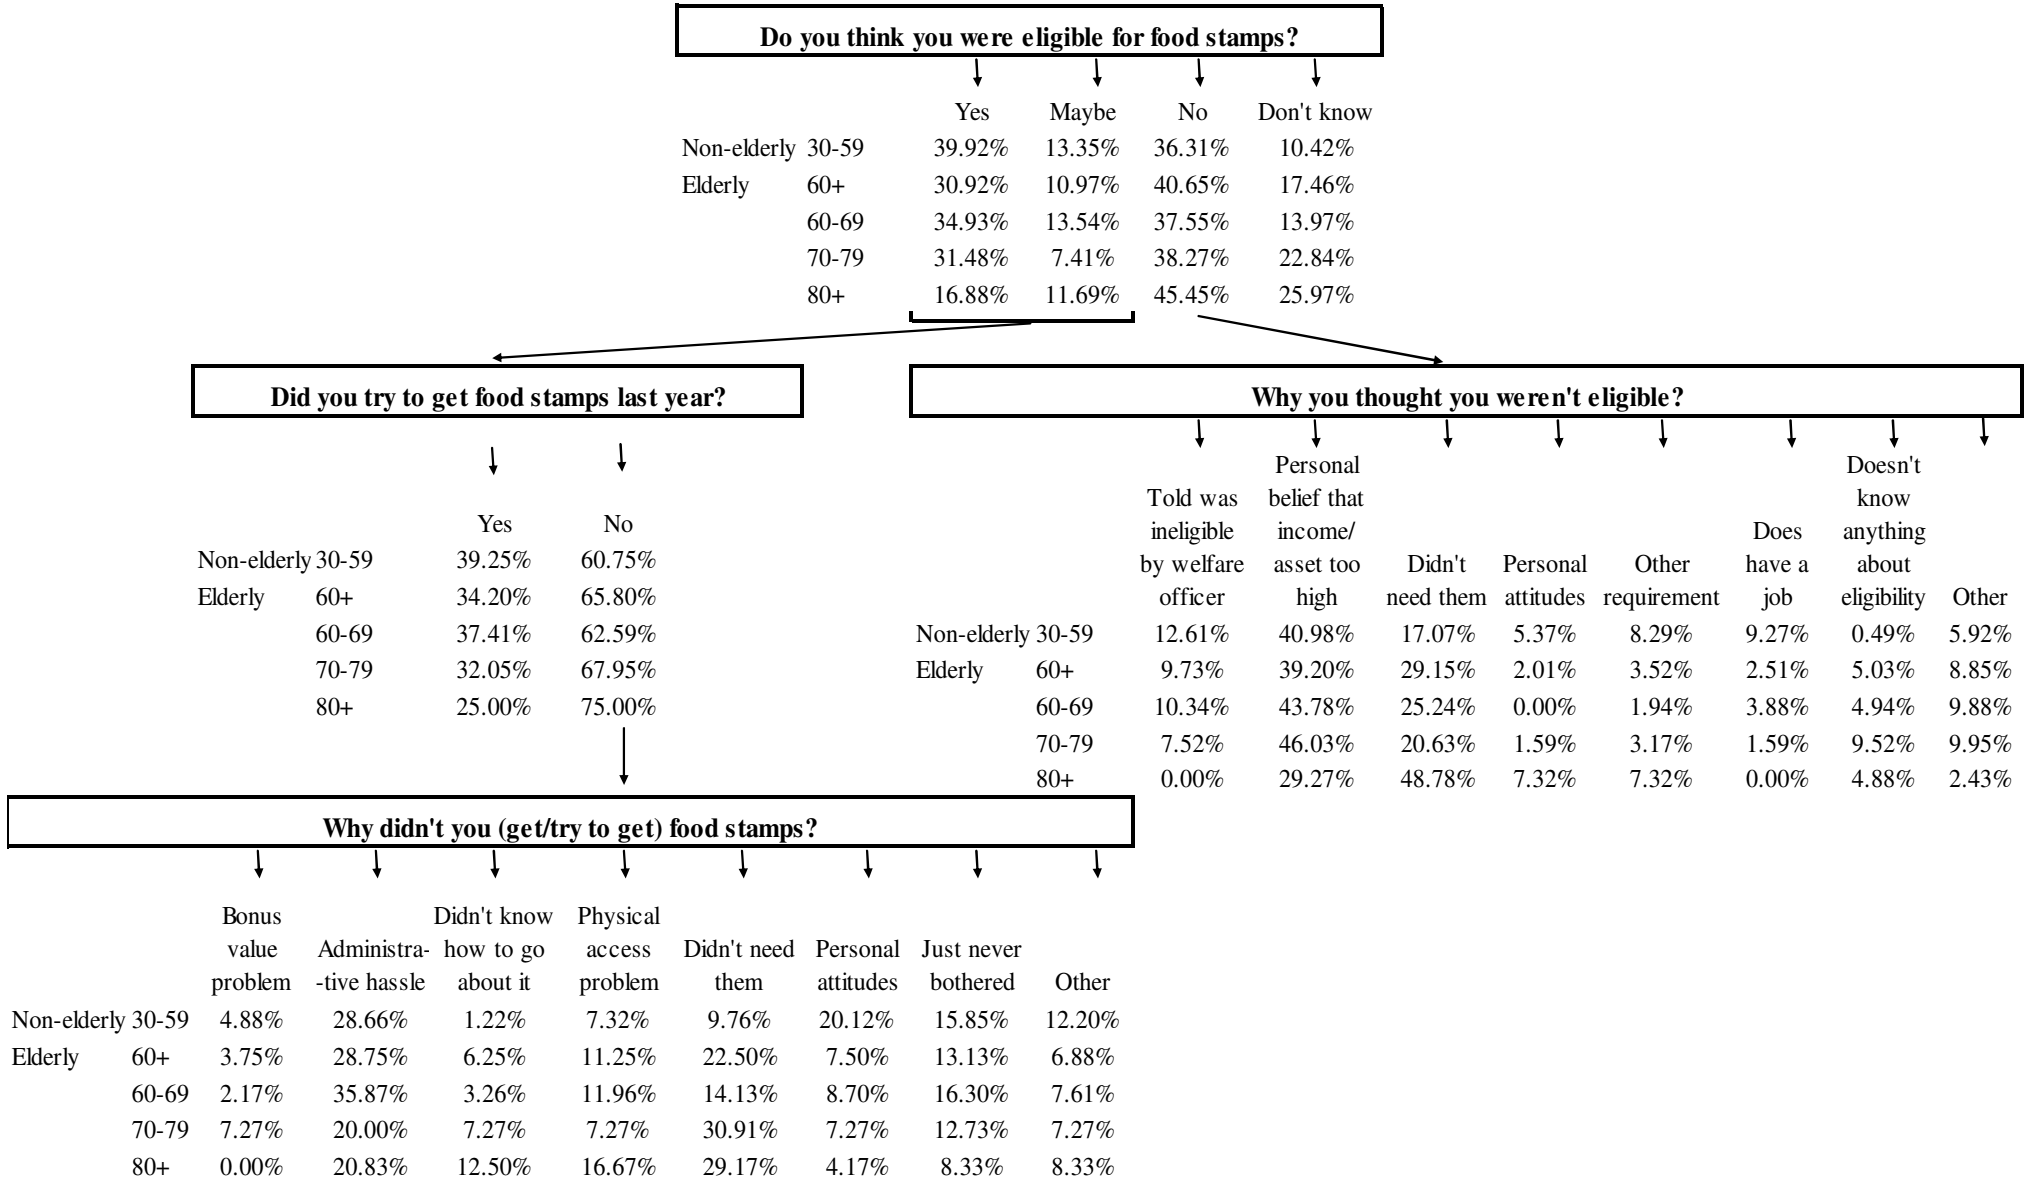 Do you think you were eligible for food stamps?
Yes Maybe No Don't know
Non-elderly 30-59 39.92% 13.35% 36.31% 10.42%
Elderly 60+ 30.92% 10.97% 40.65% 17.46%
60-69 34.93% 13.54% 37.55% 13.97%
70-79 31.48% 7.41% 38.27% 22.84%
80+ 16.88% 11.69% 45.45% 25.97%
Did you try to get food stamps last year?
Yes No
Non-elderly 30-59 39.25% 60.75%
Elderly 60+ 34.20% 65.80%
60-69 37.41% 62.59%
70-79 32.05% 67.95%
80+ 25.00% 75.00%
Why you thought you weren't eligible?
Personal Doesn't
Told was belief that know
ineligible income/ Does anything
by welfare asset too Didn't Personal Other have a about
officer high need them attitudes requirement job eligibility Other
Non-elderly 30-59 12.61% 40.98% 17.07% 5.37% 8.29% 9.27% 0.49% 5.92%
Elderly 60+ 9.73% 39.20% 29.15% 2.01% 3.52% 2.51% 5.03% 8.85%
60-69 10.34% 43.78% 25.24% 0.00% 1.94% 3.88% 4.94% 9.88%
70-79 7.52% 46.03% 20.63% 1.59% 3.17% 1.59% 9.52% 9.95%
80+ 0.00% 29.27% 48.78% 7.32% 7.32% 0.00% 4.88% 2.43%
Why didn't you (get/try to get) food stamps?
Bonus Didn't know Physical
value Administra- how to go access Didn't need Personal Just never
problem -tive hassle about it problem them attitudes bothered Other
Non-elderly 30-59 4.88% 28.66% 1.22% 7.32% 9.76% 20.12% 15.85% 12.20%
Elderly 60+ 3.75% 28.75% 6.25% 11.25% 22.50% 7.50% 13.13% 6.88%
60-69 2.17% 35.87% 3.26% 11.96% 14.13% 8.70% 16.30% 7.61%
70-79 7.27% 20.00% 7.27% 7.27% 30.91% 7.27% 12.73% 7.27%
80+ 0.00% 20.83% 12.50% 16.67% 29.17% 4.17% 8.33% 8.33%